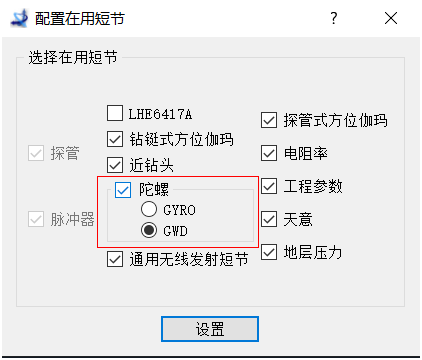 配置在用短节
?
选择在用短节
探管
脉冲器
LHE6417A
钻铤式方位伽玛
近钻头
陀螺
GYRO
GWD
通用无线发射短节
探管式方位伽玛
电阻率
工程参数
天意
地层压力
设置